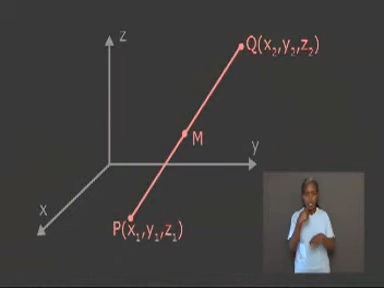 z
Q(x₂,y₂,z₂)
M
y
x
P(x₁,y₁,z₁)